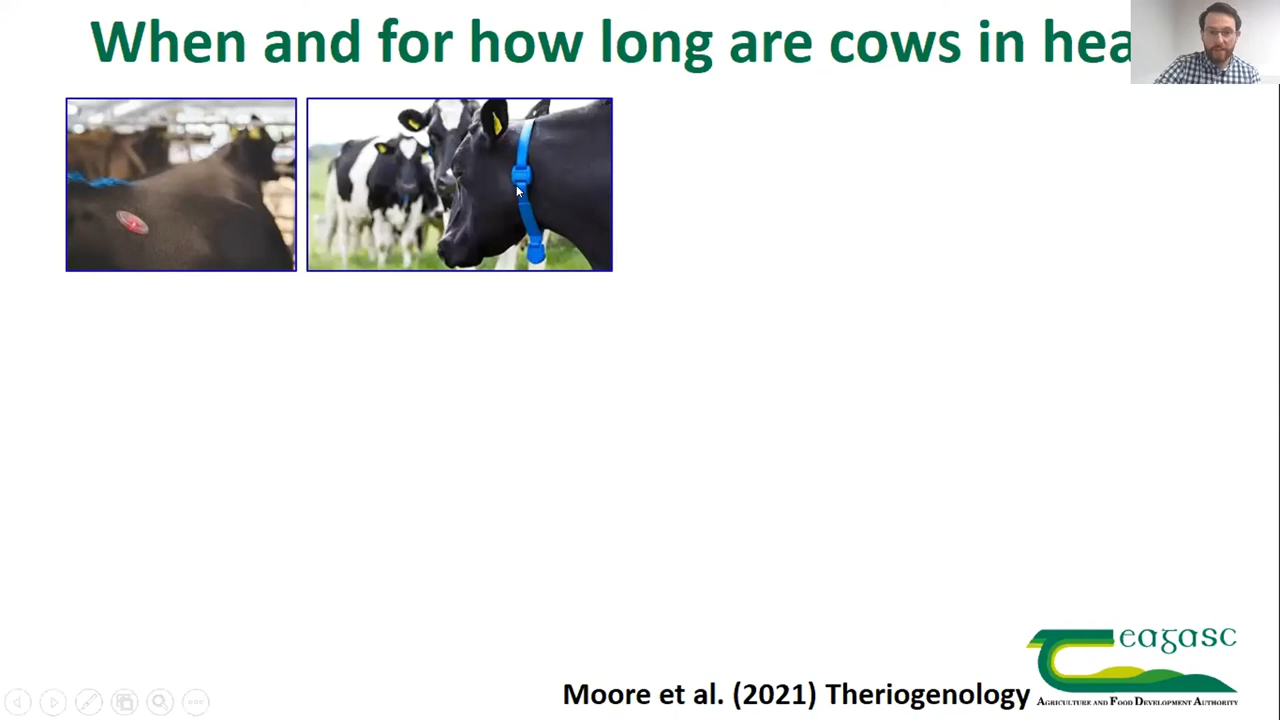 When and for how long are cows in hea
Moore et al. (2021) Theriogenology
eagasc
AGRICULTURE AND FOOD DEVELOPMENT AUTHORITY